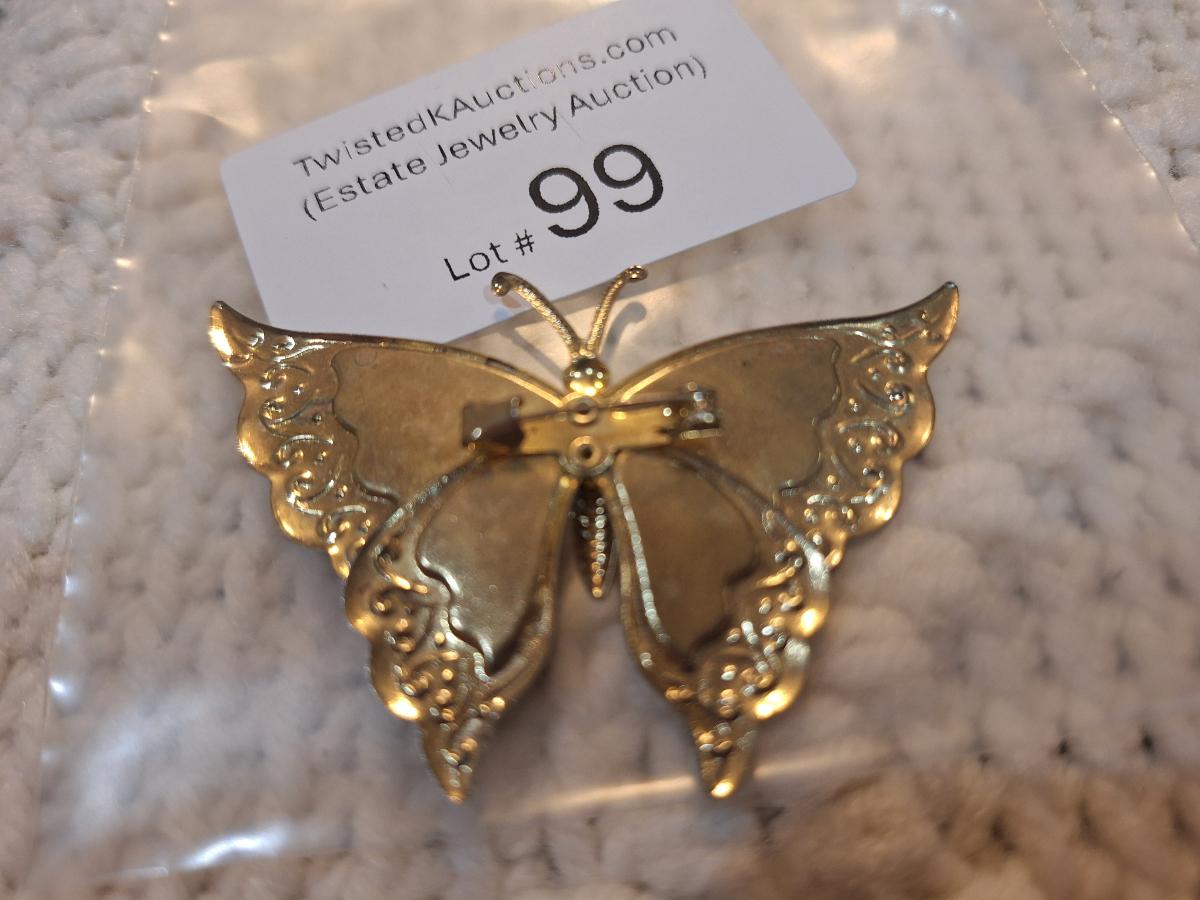 TwistedKAuctions.com
(Estate Jewelry Auction)
Lot # 99